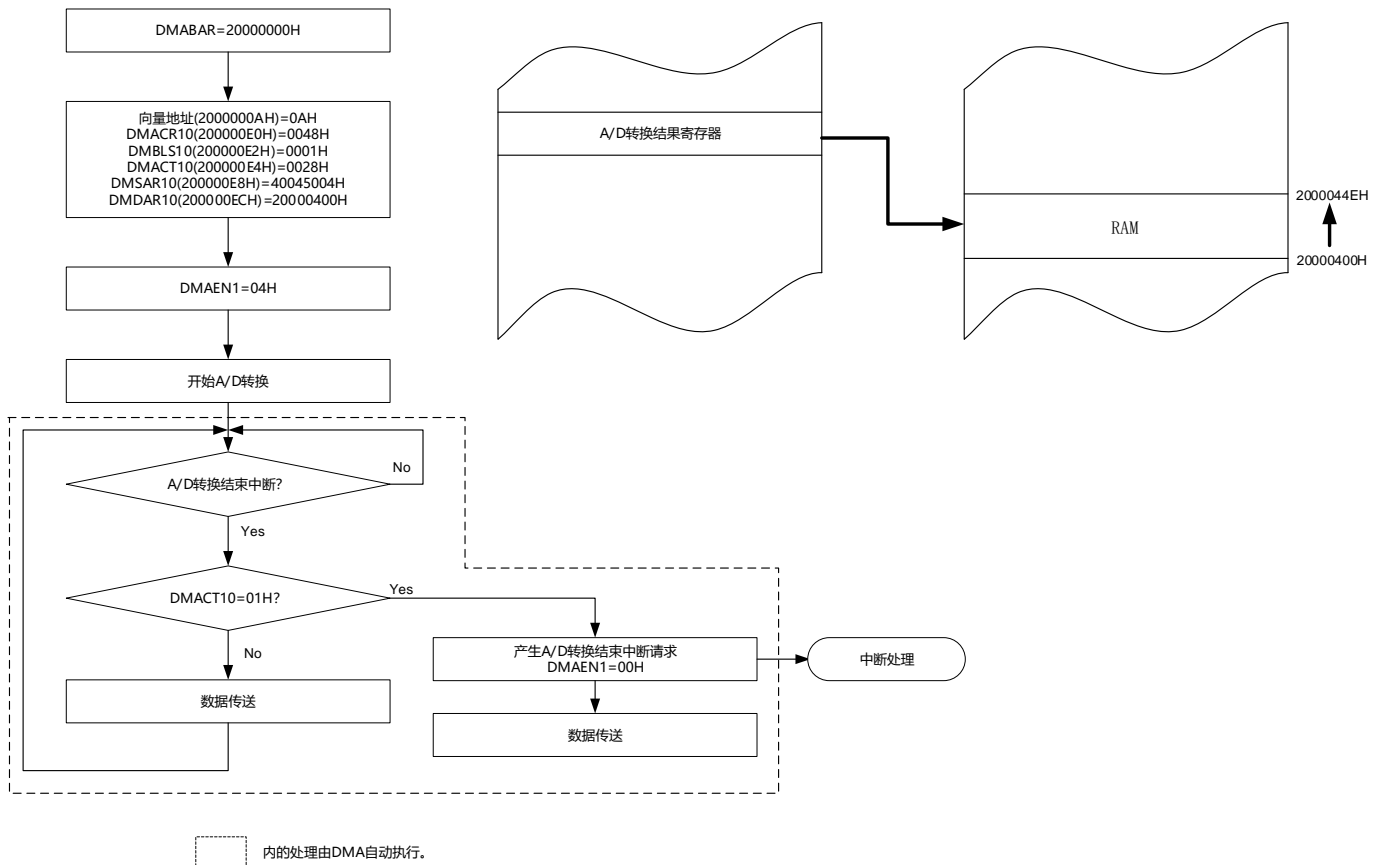 DMABAR=20000000H
向量地址(2000000AH)=0AH
DMACR10(200000E0H)=0048H
DMBLS10(200000E2H)=0001H
DMACT10(200000E4H)=0028H
DMSAR10(200000E8H)=40045004H
DMDAR10(200000ECH)=20000400H
DMAEN1=04H
开始A/D转换
A/D转换结束中断?
No
Yes
DMACT10=01H?
Yes
No
数据传送
产生A/D转换结束中断请求
DMAEN1=00H
数据传送
中断处理
A/D转换结果寄存器
RAM
2000044EH
20000400H
内的处理由DMA自动执行。